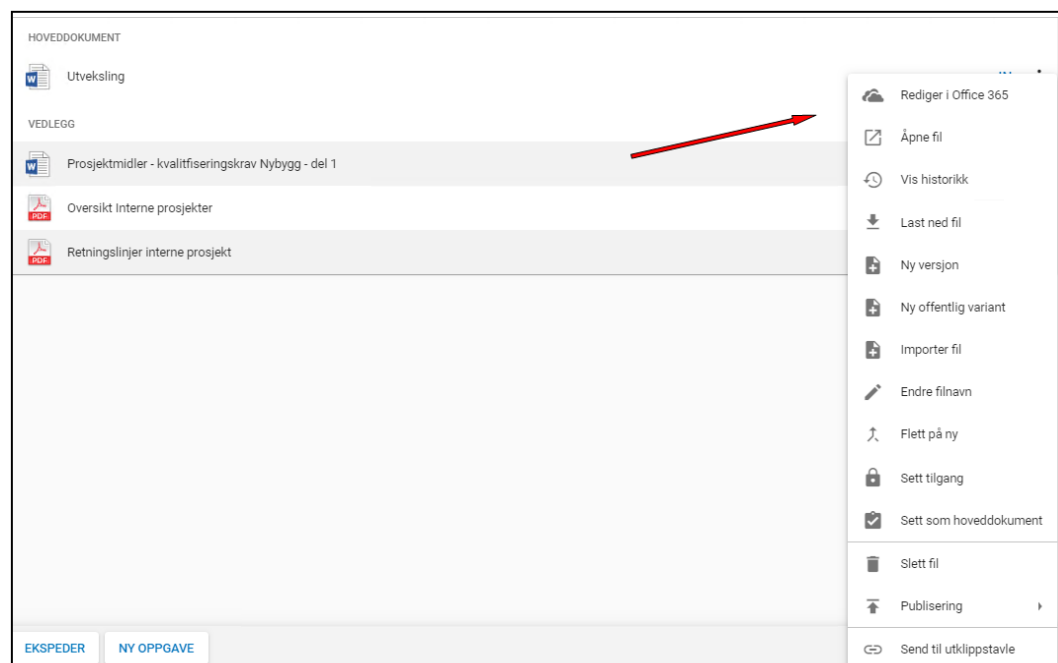 HOVEDDOKUMENT
Utveksling
VEDLEGG
Prosjektmidler - kvalitfiseringskrav Nybygg - del 1
Oversikt Interne prosjekter
Retningslinjer interne prosjekt
Rediger i Office 365
Åpne fil
Vis historikk
Last ned fil
Ny versjon
Ny offentlig variant
Importer fil
Endre filnavn
Flett på ny
Sett tilgang
Sett som hoveddokument
Slett fil
Publisering
Send til utklippstavle
EKSPEDER
NY OPPGAVE